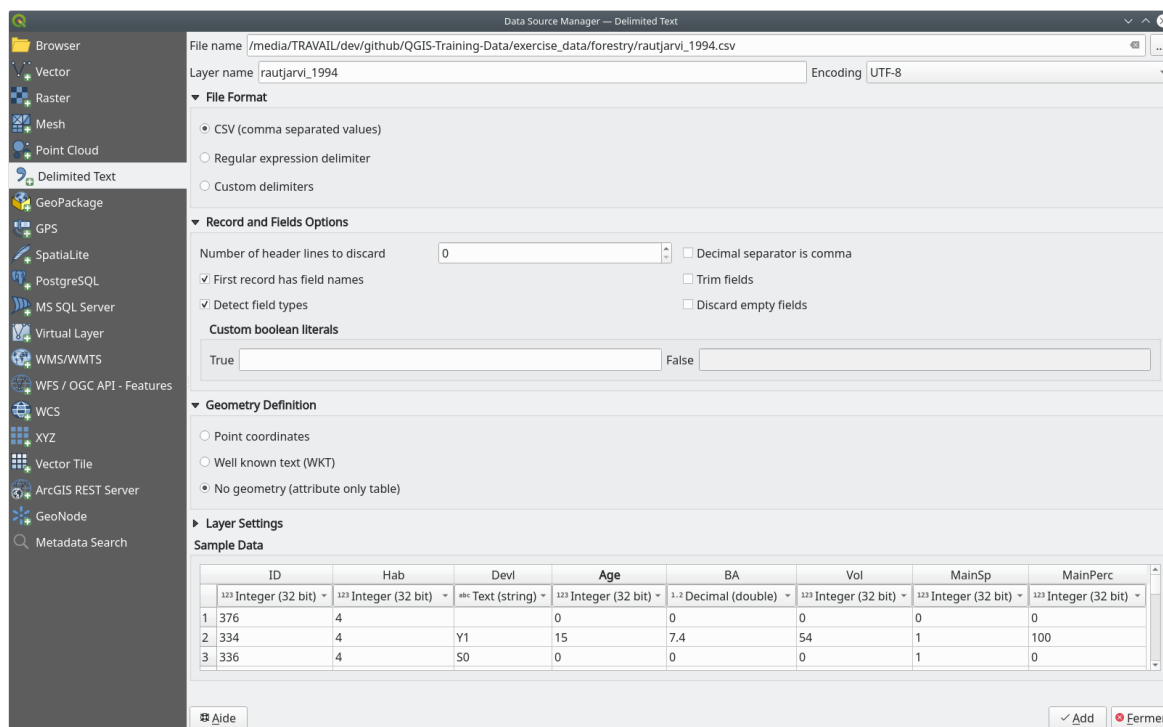 Data Source Manager — Delimited Text
Browser
Vector
Raster
Mesh
Point Cloud
Delimited Text
GeoPackage
GPS
SpatiaLite
PostgreSQL
MS SQL Server
Virtual Layer
WMS/WMTS
WFS / OGC API - Features
WCS
XYZ
Vector Tile
ArcGIS REST Server
GeoNode
Metadata Search
File name /media/TRAVAIL/dev/github/QGIS-Training-Data/exercise_data/forestry/rautjarvi_1994.csv ...
Layer name rautjarvi_1994 Encoding UTF-8
File Format
CSV (comma separated values)
Regular expression delimiter
Custom delimiters
Record and Fields Options
Number of header lines to discard 0 Decimal separator is comma
First record has field names Trim fields
Detect field types Discard empty fields
Custom boolean literals
True False
Geometry Definition
Point coordinates
Well known text (WKT)
No geometry (attribute only table)
Layer Settings
Sample Data
ID Hab Devl Age BA Vol MainSp MainPerc
123 Integer (32 bit) 123 Integer (32 bit) abc Text (string) 123 Integer (32 bit) 1.2 Decimal (double) 123 Integer (32 bit) 123 Integer (32 bit) 123 Integer (32 bit)
1 376 4 0 0 0 0 0
2 334 4 Y1 15 7.4 54 1 100
3 336 4 S0 0 0 0 1 0
Aide Add Fermer